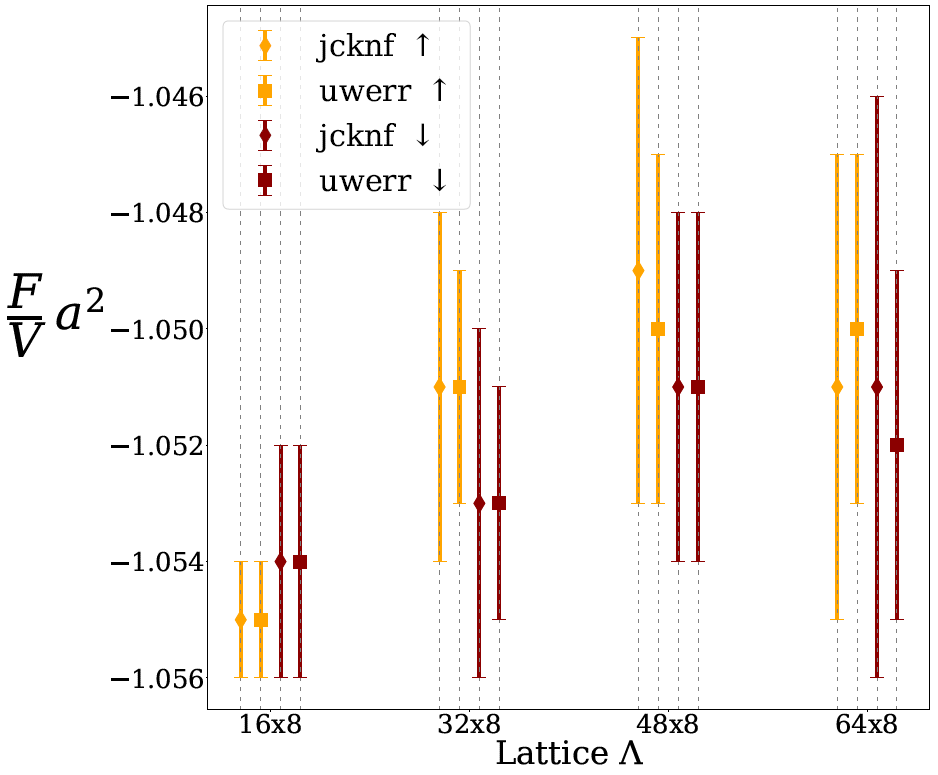 jcknf ↑
uwerr ↑
jcknf ↓
uwerr ↓
F/V a²
−1.046
−1.048
−1.050
−1.052
−1.054
−1.056
16x8 32x8 48x8 64x8
Lattice Λ